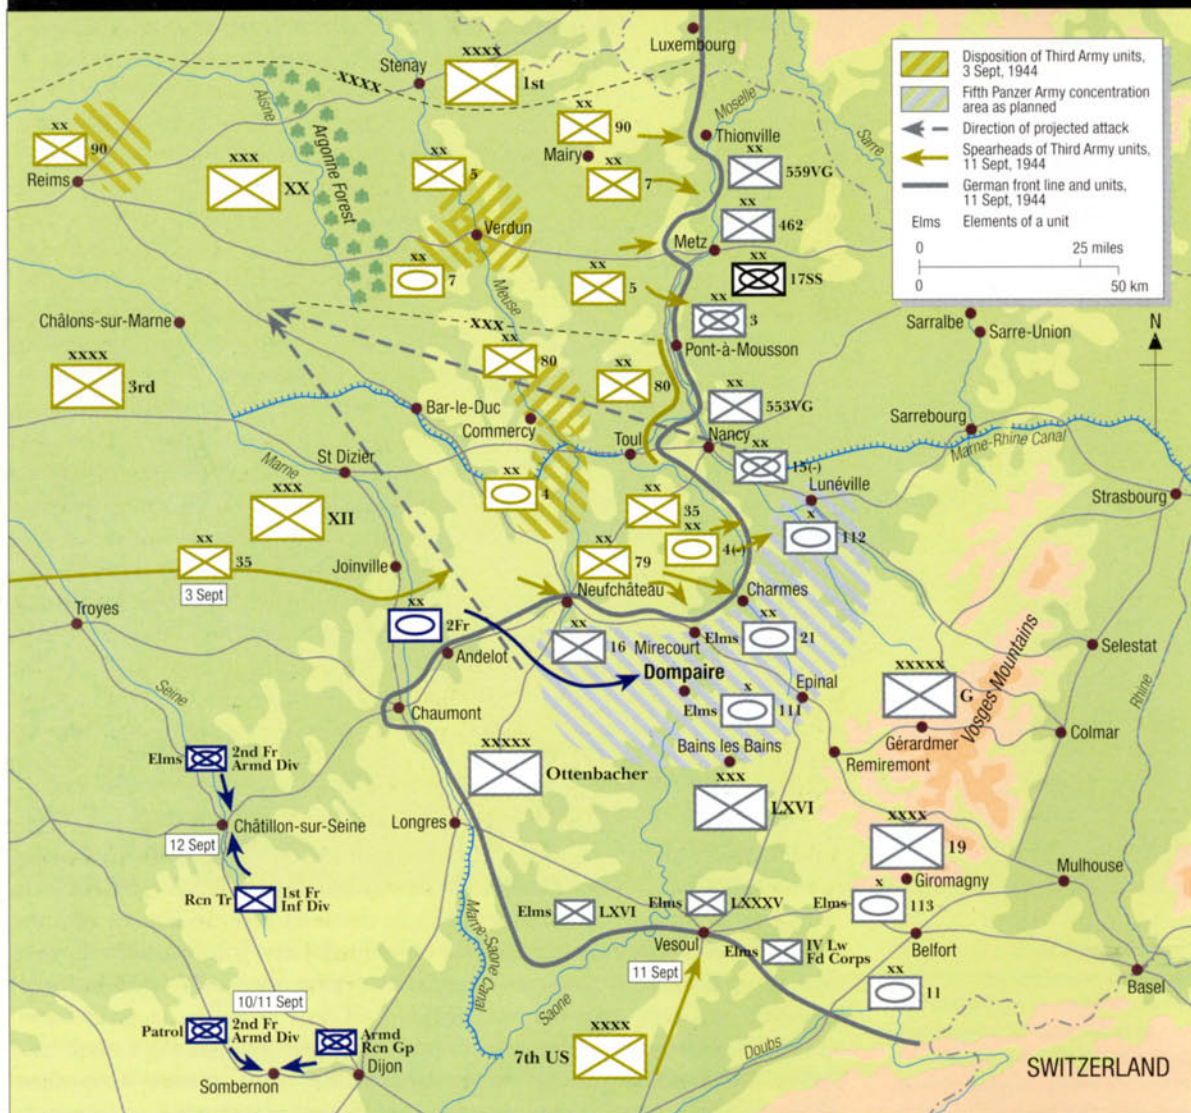 Luxembourg
Stenay
XXXX
XXXX
1st
Aisne
Argonne Forest
XX
90
Reims
XXX
XX
XX
5
Verdun
XX
7
Meuse
XX
90
Mairy
XX
7
Moselle
Thionville
Sarre
XX
559VG
XX
462
Metz
XX
17SS
XX
5
XX
3
Pont-à-Mousson
Disposition of Third Army units,
3 Sept, 1944
Fifth Panzer Army concentration
area as planned
Direction of projected attack
Spearheads of Third Army units,
11 Sept, 1944
German front line and units,
11 Sept, 1944
Elms Elements of a unit
0 25 miles
0 50 km
N
Sarralbe
Sarre-Union
Châlons-sur-Marne
XXXX
3rd
XXX
XX
80
XX
80
Bar-le-Duc
Commercy
Toul
XX
553VG
Nancy
XX
15(-)
Sarrebourg
Marne-Rhine Canal
Lunéville
Strasbourg
Marne
St Dizier
XX
4
XXX
XII
XX
35
XX
4(-)
X
112
XX
35
3 Sept
Joinville
XX
79
Neufchâteau
Charmes
Troyes
XX
2Fr
Andelot
XX
16
Mirecourt
Elms
XX
21
Dompaire
Elms
X
111
Epinal
Selestat
Rhine
XXXXX
G
Vosges Mountains
Gérardmer
Colmar
Remiremont
Seine
Chaumont
Bains les Bains
XXXXX
Ottenbacher
XXX
LXVI
Elms
2nd Fr
Armd Div
Châtillon-sur-Seine
12 Sept
Longres
XXXX
19
Giromagny
Mulhouse
Rcn Tr
1st Fr
Inf Div
Marne-Saone Canal
Elms
LXVI
Elms
LXXXV
Elms
X
113
Vesoul
11 Sept
Belfort
Elms
IV Lw
Fd Corps
XX
11
Basel
Saone
Doubs
10/11 Sept
Patrol
2nd Fr
Armd Div
Armd
Rcn Gp
Sombernon
Dijon
XXXX
7th US
SWITZERLAND